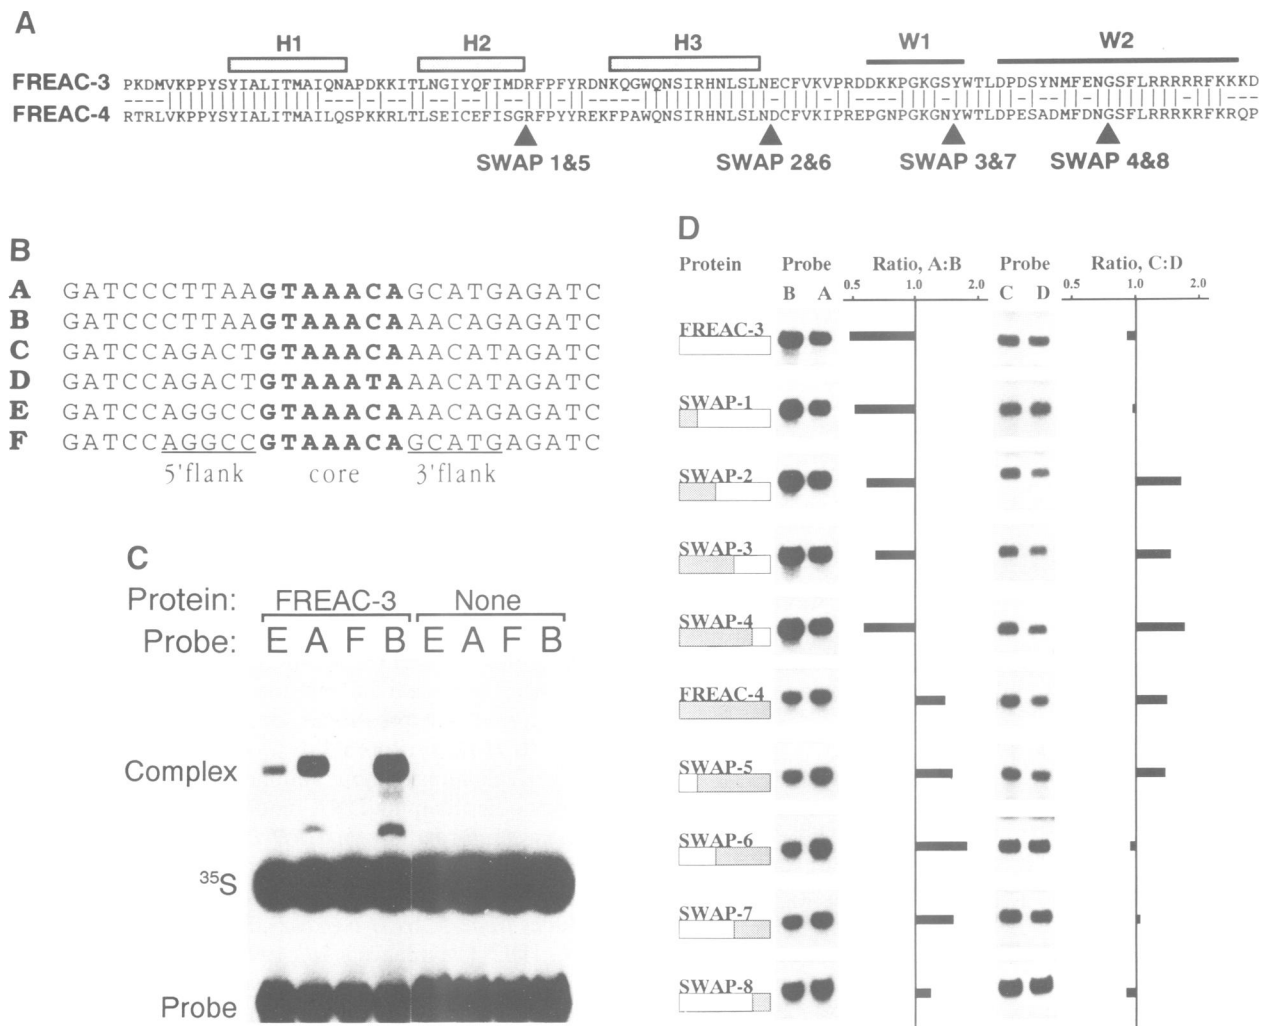 A
H1 H2 H3 W1 W2
FREAC-3 PKDMVKPPYSYIALITMAIQNAPDKKITLNGIYQFIMDRFPFYRDNKQGWQNSIRHNLSLNECFVKVPRDDKKPGKGSYWTLDPDSYNMFENGSFLRRRRRFKKKD
FREAC-4 RTRLVKPPYSYIALITMAILQSPKKRLTLSEICEFISGRFPYYREKFPAWQNSIRHNLSLNDCFVKIPREPGNPGKGNYWTLDPESADMFDNGSFLRRRKRFKRQP
SWAP 1&5 SWAP 2&6 SWAP 3&7 SWAP 4&8
B
A GATCCCTTAAGTAAACAGCATGAGATC
B GATCCCTTAAGTAAACAAACAGAGATC
C GATCCAGACTGTAAACAAACATAGATC
D GATCCAGACTGTAAATAAACATAGATC
E GATCCAGGCCGTAAACAAACAGAGATC
F GATCCAGGCCGTAAACAGCATGAGATC
5'flank core 3'flank
C
Protein: FREAC-3 None
Probe: E A F B E A F B
Complex
35S
Probe
D
Protein Probe Ratio, A:B Probe Ratio, C:D
B A 0.5 1.0 2.0 C D 0.5 1.0 2.0
FREAC-3
SWAP-1
SWAP-2
SWAP-3
SWAP-4
FREAC-4
SWAP-5
SWAP-6
SWAP-7
SWAP-8